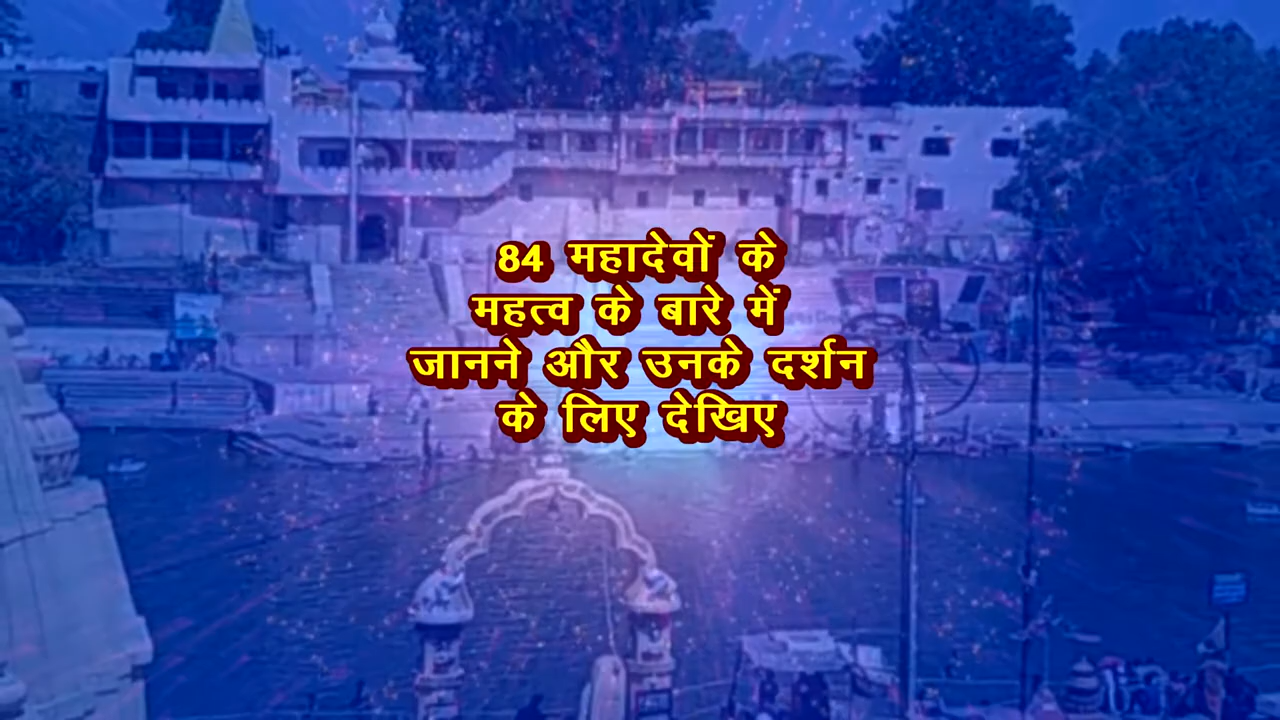 84 महादेवों के
महत्व के बारे में
जानने और उनके दर्शन
के लिए देखिए